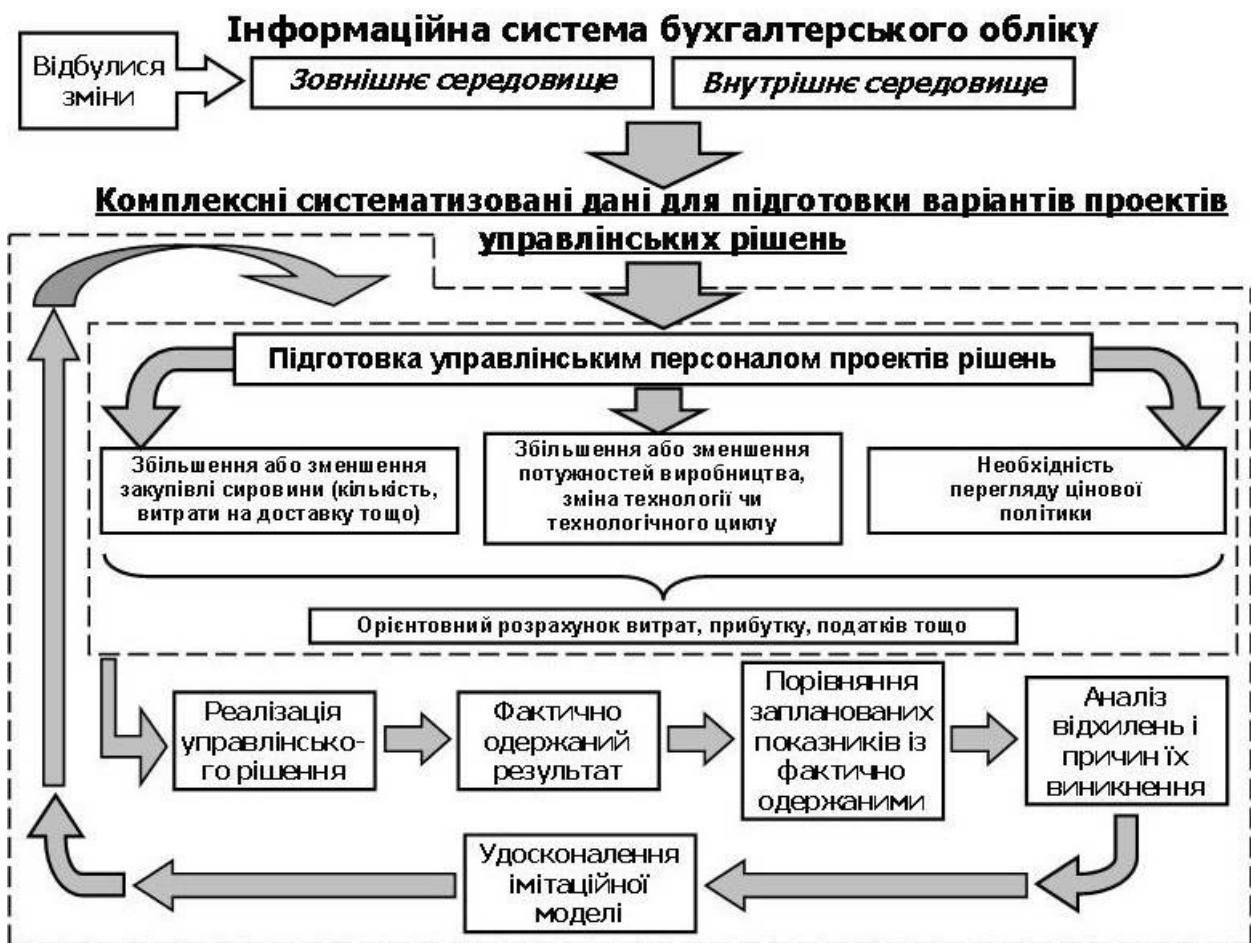 Інформаційна система бухгалтерського обліку
Відбулися
зміни
Зовнішнє середовище
Внутрішнє середовище
Комплексні систематизовані дані для підготовки варіантів проектів
управлінських рішень
Підготовка управлінським персоналом проектів рішень
Збільшення або зменшення
закупівлі сировини (кількість,
витрати на доставку тощо)
Збільшення або зменшення
потужностей виробництва,
зміна технології чи
технологічного циклу
Необхідність
перегляду цінової
політики
Орієнтовний розрахунок витрат, прибутку, податків тощо
Реалізація
управлінсько-
го рішення
Фактично
одержаний
результат
Порівняння
запланованих
показників із
фактично
одержаними
Аналіз
відхилень і
причин їх
виникнення
Удосконалення
імітаційної
моделі